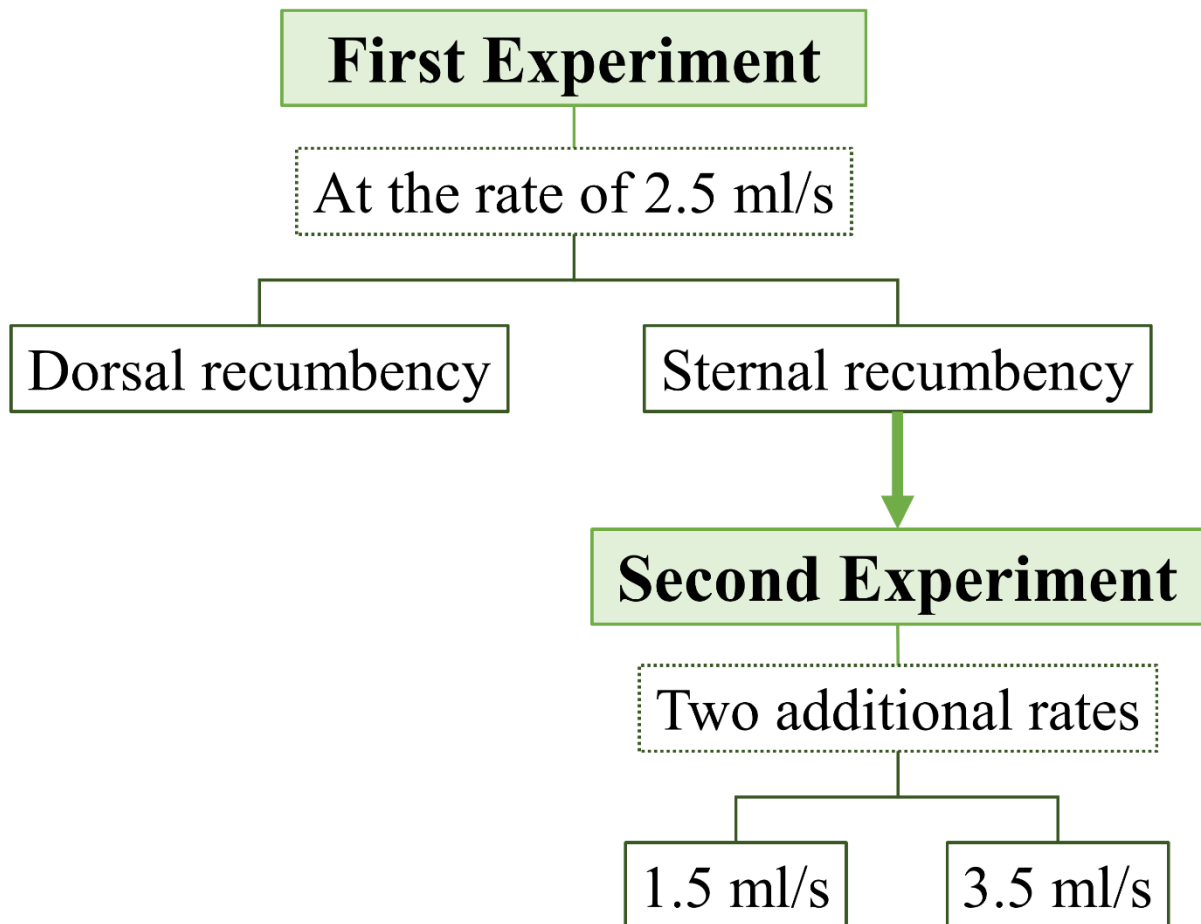 First Experiment
At the rate of 2.5 ml/s
Dorsal recumbency
Sternal recumbency
Second Experiment
Two additional rates
1.5 ml/s
3.5 ml/s